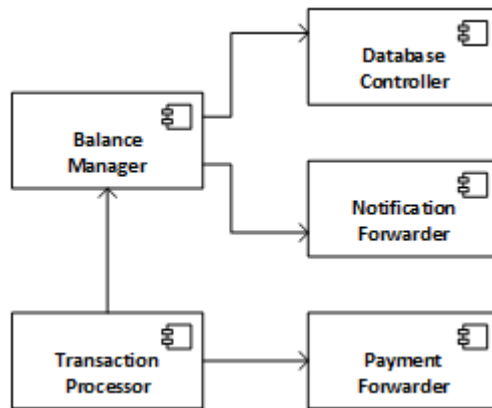 Database
Controller
Balance
Manager
Notification
Forwarder
Transaction
Processor
Payment
Forwarder